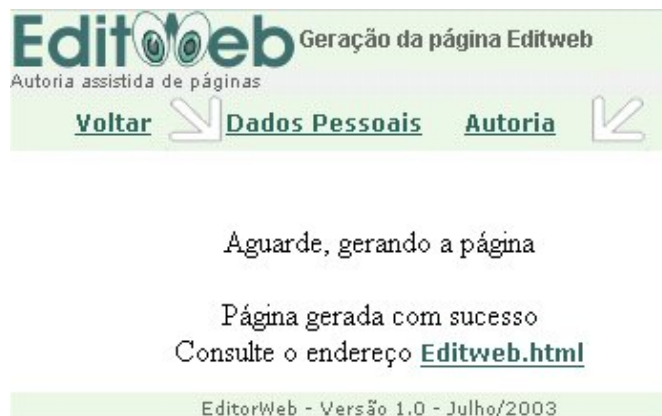 EditWeb Geração da página Editweb
Autoria assistida de páginas
Voltar Dados Pessoais Autoria
Aguarde, gerando a página
Página gerada com sucesso
Consulte o endereço Editweb.html
EditorWeb - Versão 1.0 - Julho/2003